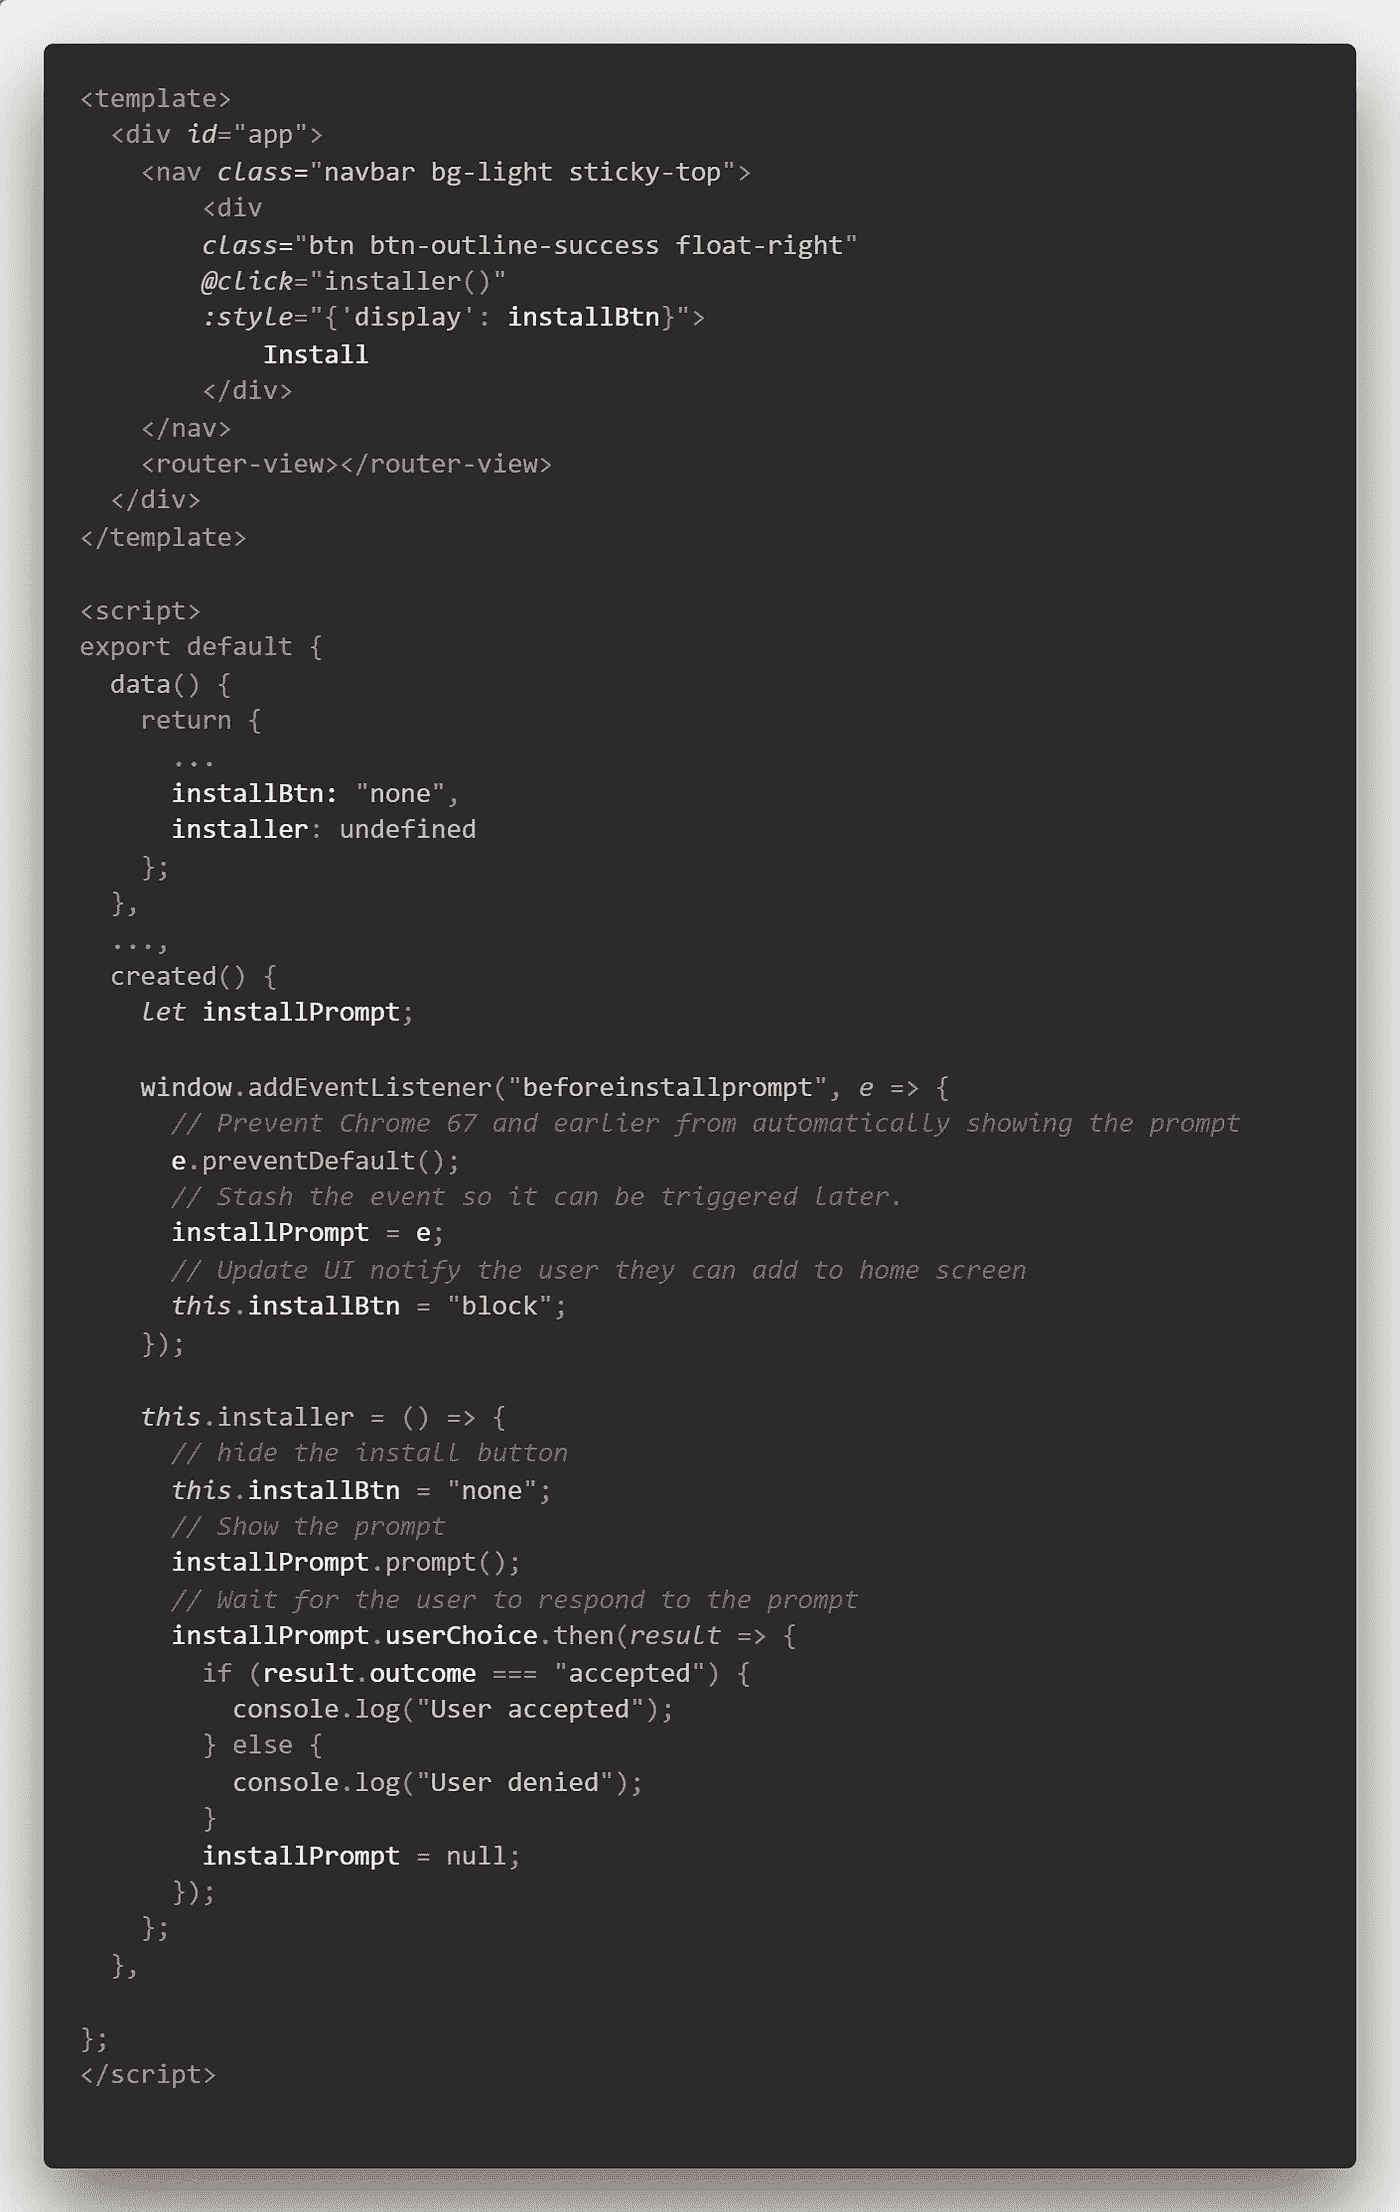 <template>
  <div id="app">
    <nav class="navbar bg-light sticky-top">
        <div
        class="btn btn-outline-success float-right"
        @click="installer()"
        :style="{'display': installBtn}">
            Install
        </div>
    </nav>
    <router-view></router-view>
  </div>
</template>

<script>
export default {
  data() {
    return {
      ...
      installBtn: "none",
      installer: undefined
    };
  },
  ...,
  created() {
    let installPrompt;

    window.addEventListener("beforeinstallprompt", e => {
      // Prevent Chrome 67 and earlier from automatically showing the prompt
      e.preventDefault();
      // Stash the event so it can be triggered later.
      installPrompt = e;
      // Update UI notify the user they can add to home screen
      this.installBtn = "block";
    });

    this.installer = () => {
      // hide the install button
      this.installBtn = "none";
      // Show the prompt
      installPrompt.prompt();
      // Wait for the user to respond to the prompt
      installPrompt.userChoice.then(result => {
        if (result.outcome === "accepted") {
          console.log("User accepted");
        } else {
          console.log("User denied");
        }
        installPrompt = null;
      });
    };
  },

};
</script>